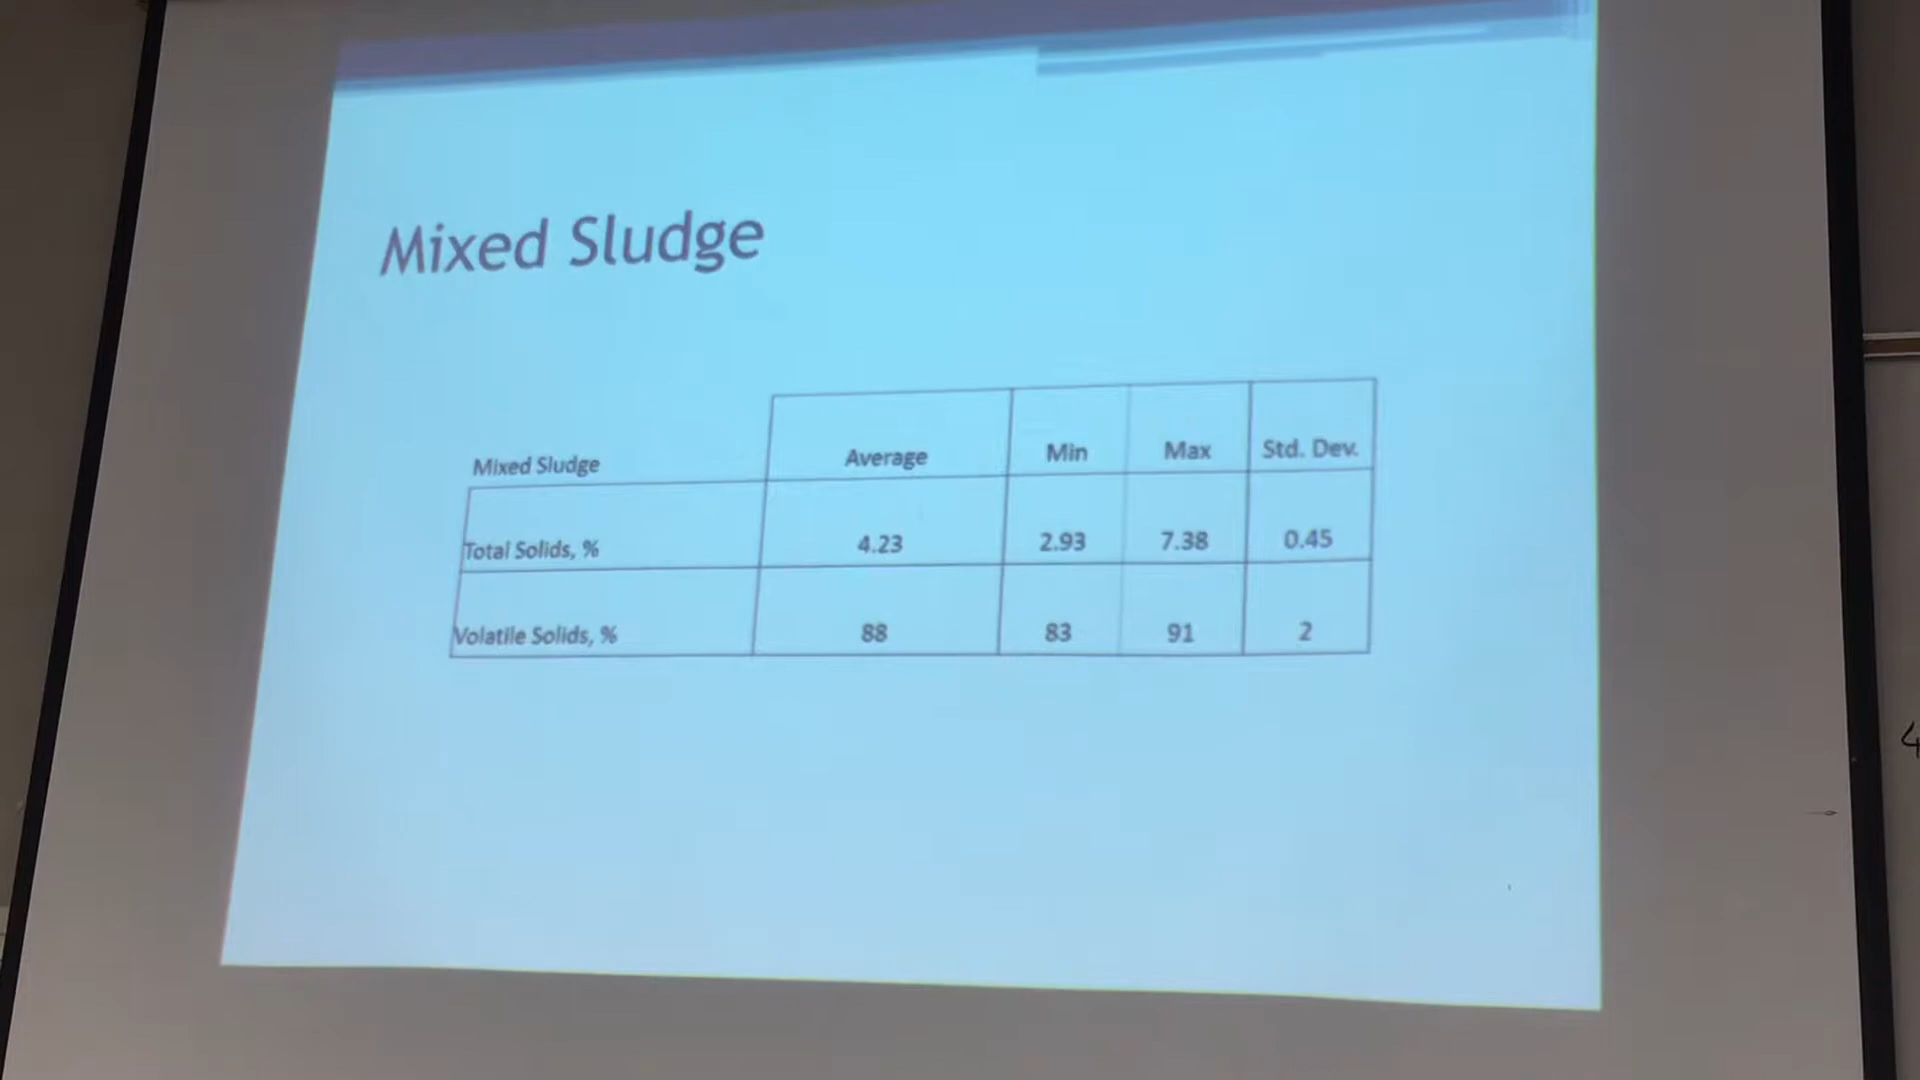 Mixed Sludge
Mixed Sludge Average Min Max Std. Dev.
Total Solids, % 4.23 2.93 7.38 0.45
Volatile Solids, % 88 83 91 2
4